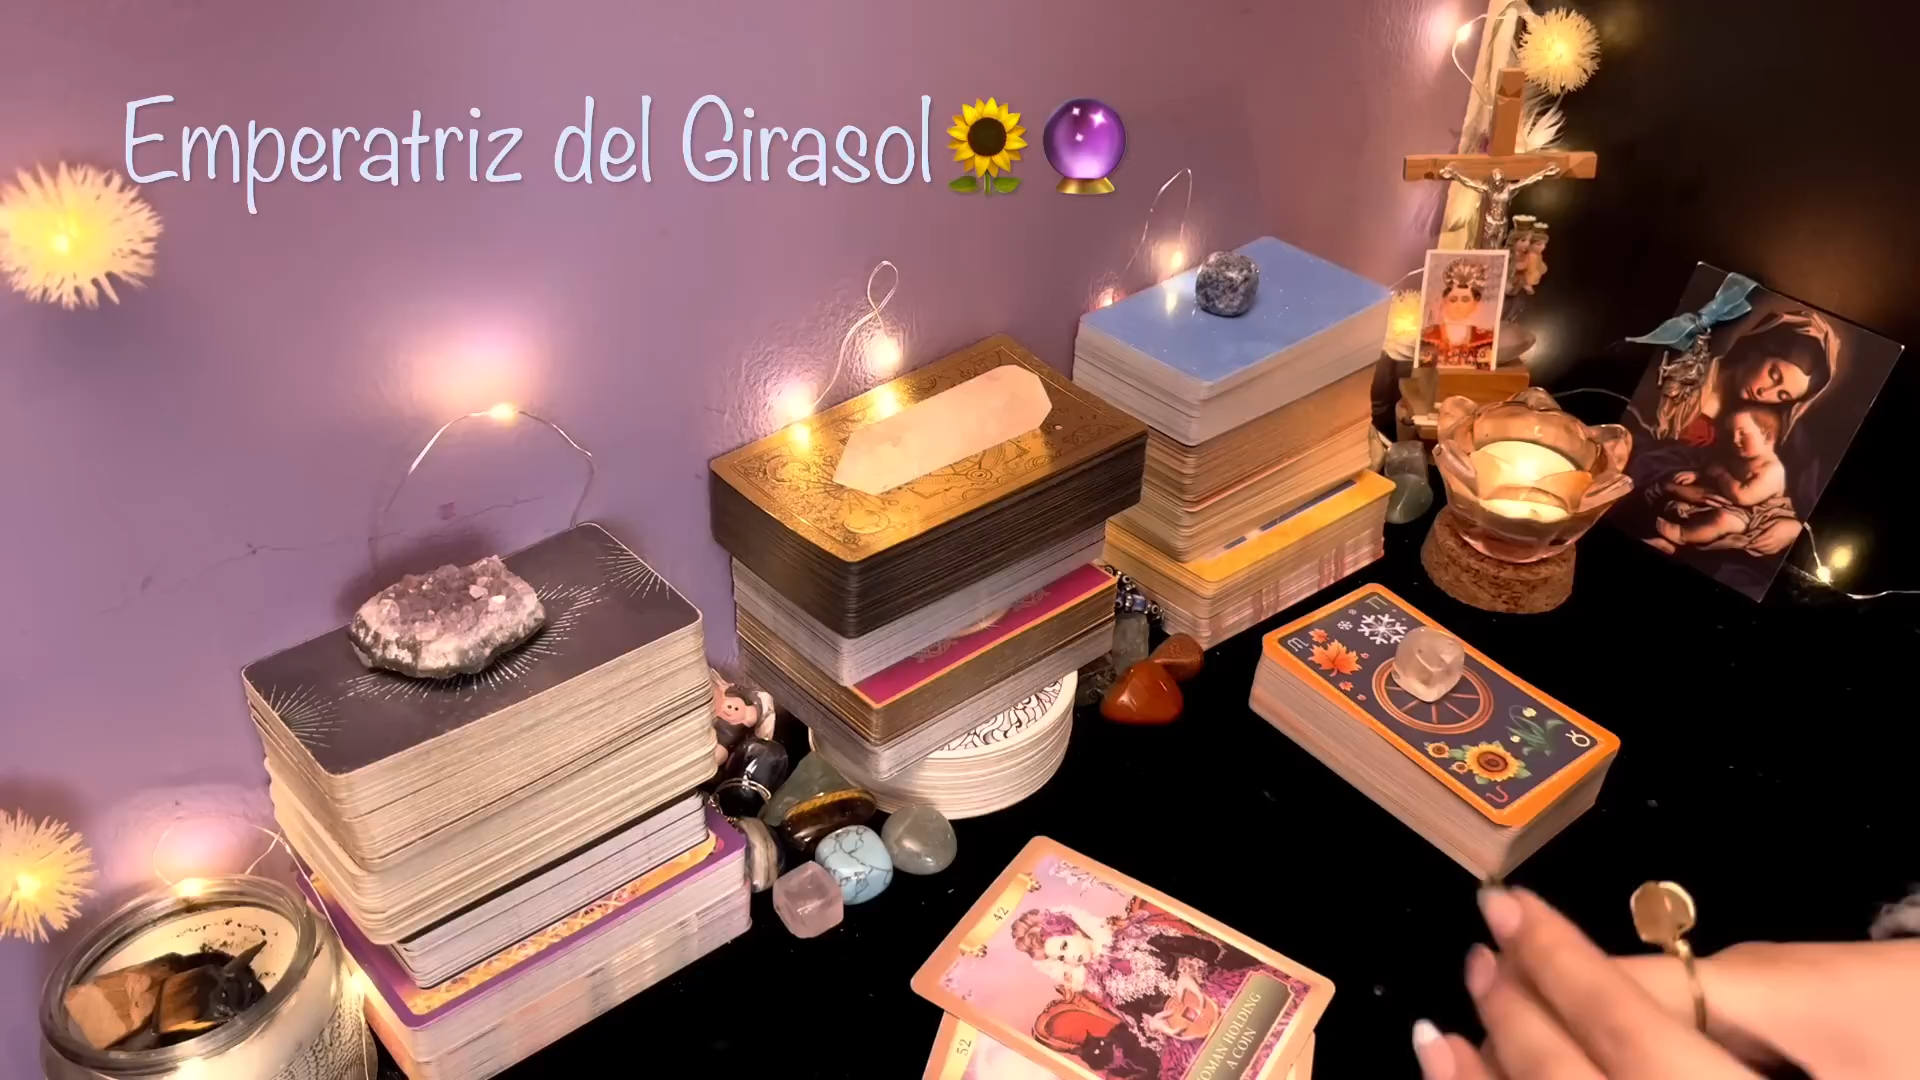 Emperatriz del Girasol🌻🔮
42
WOMAN HOLDING
A COIN
52